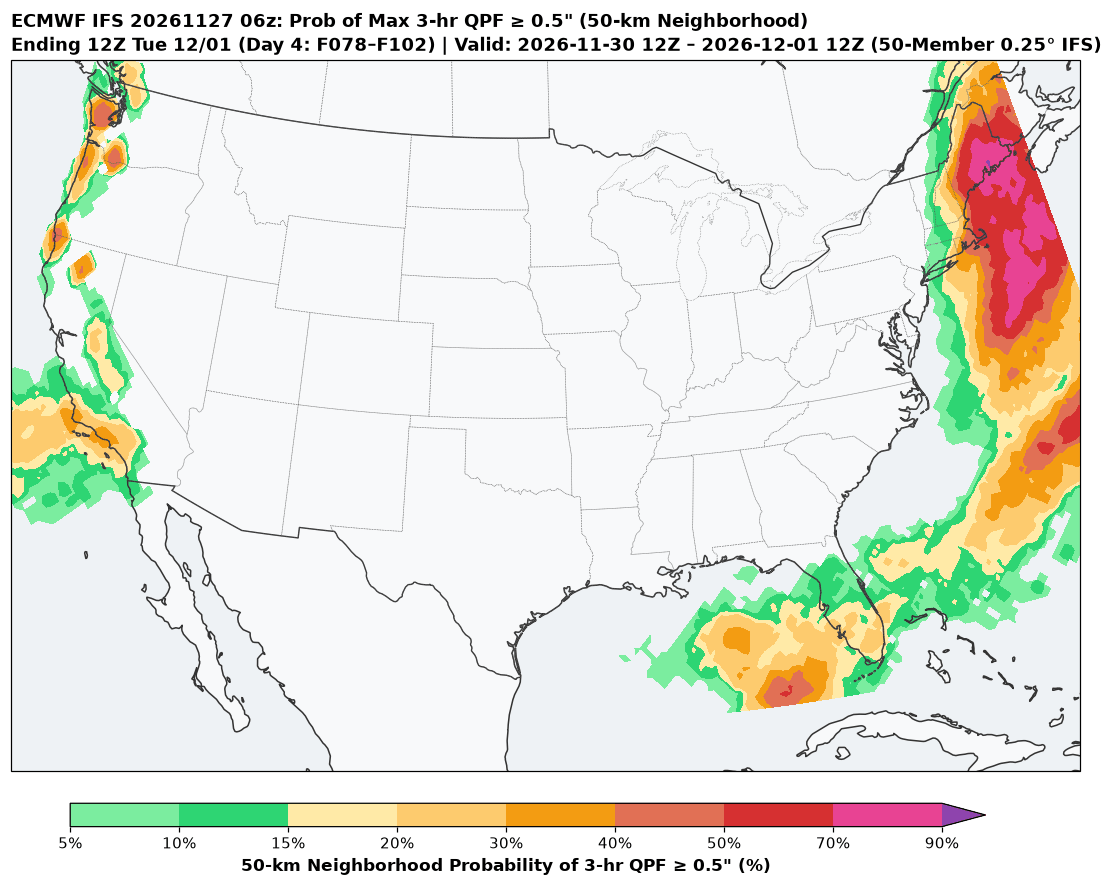 ECMWF IFS 20261127 06z: Prob of Max 3-hr QPF ≥ 0.5" (50-km Neighborhood)
Ending 12Z Tue 12/01 (Day 4: F078–F102) | Valid: 2026-11-30 12Z – 2026-12-01 12Z (50-Member 0.25° IFS)
5% 10% 15% 20% 30% 40% 50% 70% 90%
50-km Neighborhood Probability of 3-hr QPF ≥ 0.5" (%)